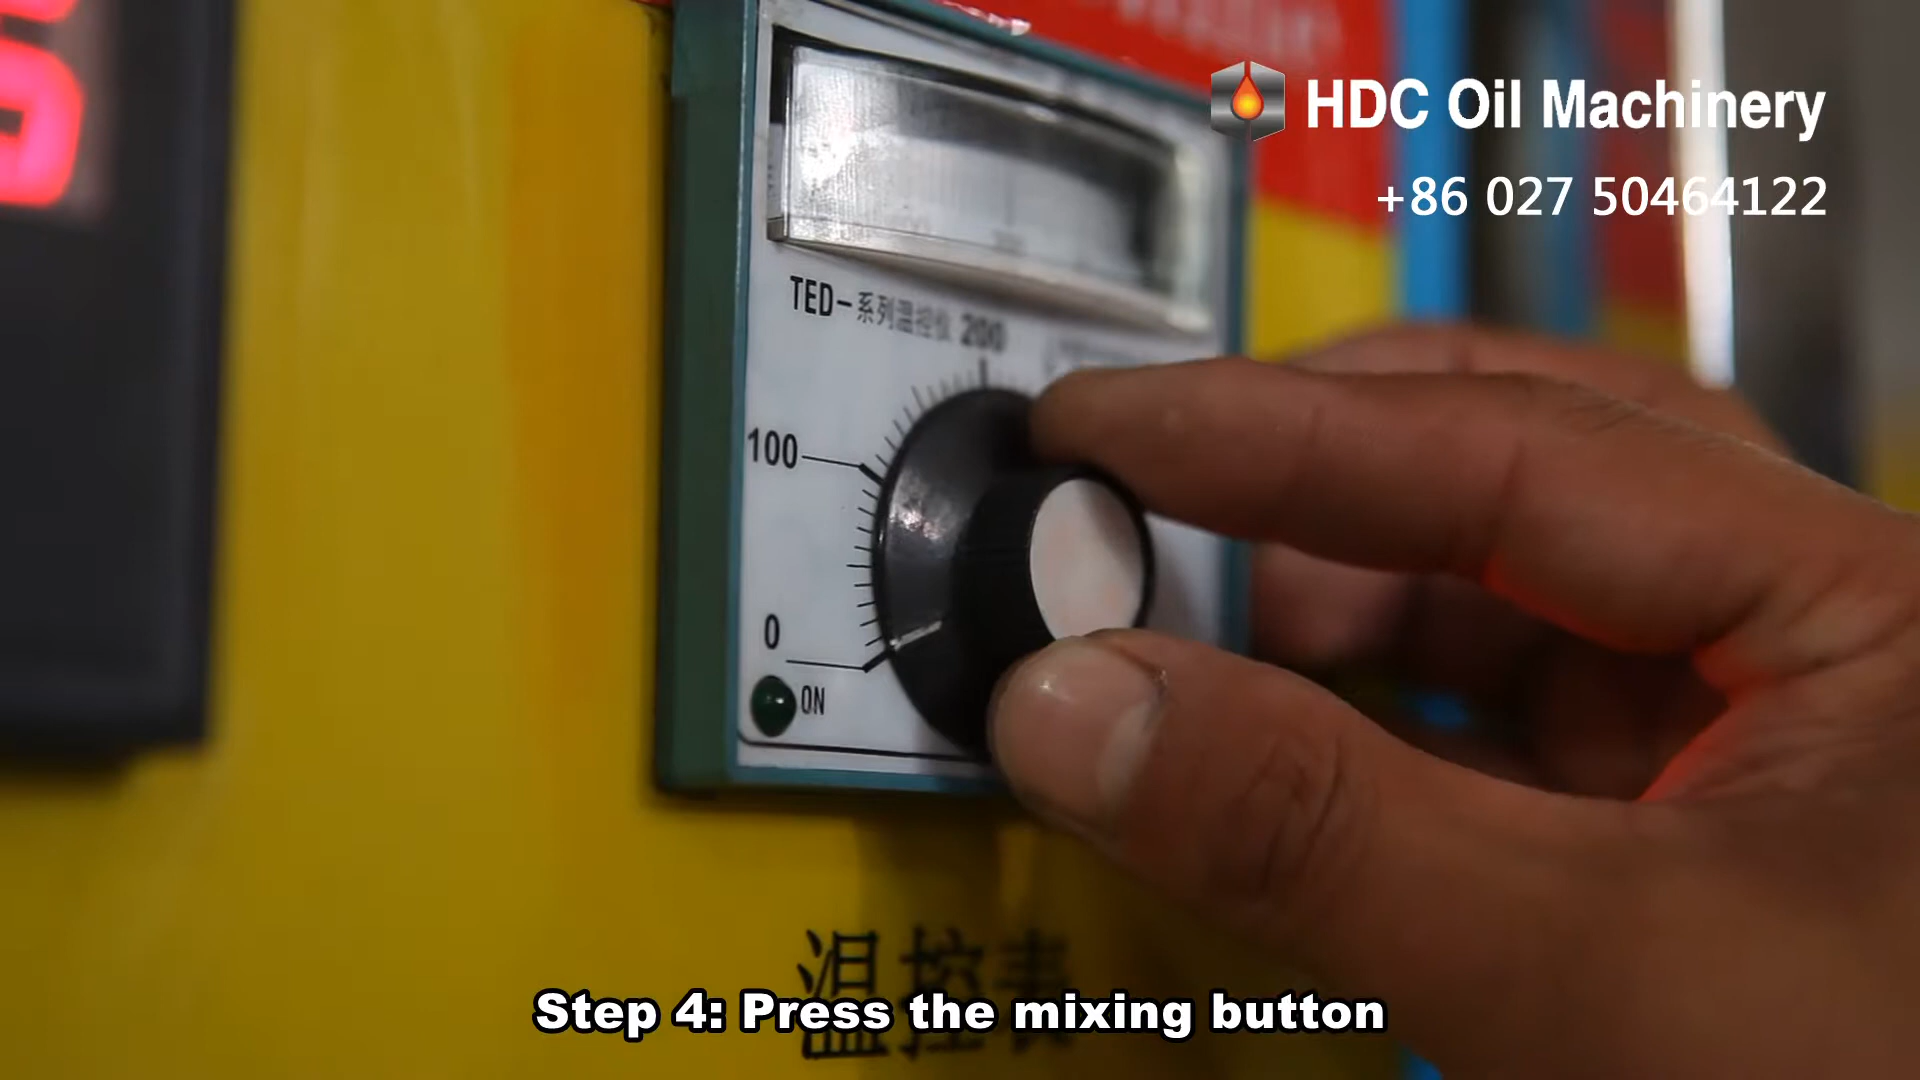 HDC Oil Machinery
+86 027 50464122
TED-系列温控仪 200
100
0
ON
温控表
Step 4: Press the mixing button